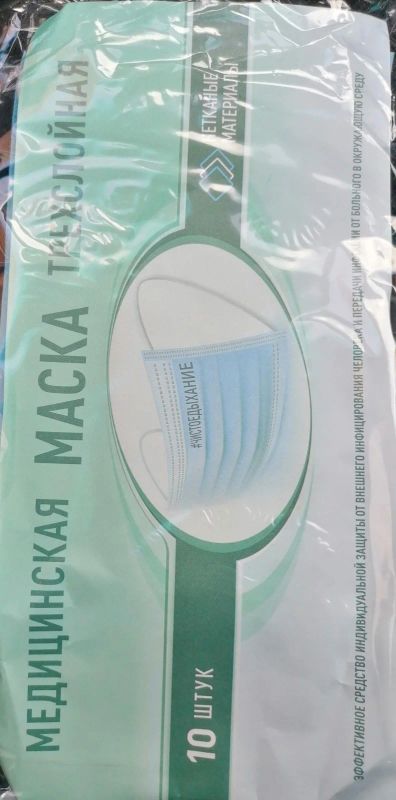 МЕДИЦИНСКАЯ МАСКА ТРЕХСЛОЙНАЯ
НЕТКАНЫЕ
МАТЕРИАЛЫ
#ЧИСТОЕДЫХАНИЕ
10 ШТУК
ЭФФЕКТИВНОЕ СРЕДСТВО ИНДИВИДУАЛЬНОЙ ЗАЩИТЫ ОТ ВНЕШНЕГО ИНФИЦИРОВАНИЯ ЧЕЛОВЕКА И ПЕРЕДАЧИ ИНФЕКЦИИ ОТ БОЛЬНОГО В ОКРУЖАЮЩУЮ СРЕДУ